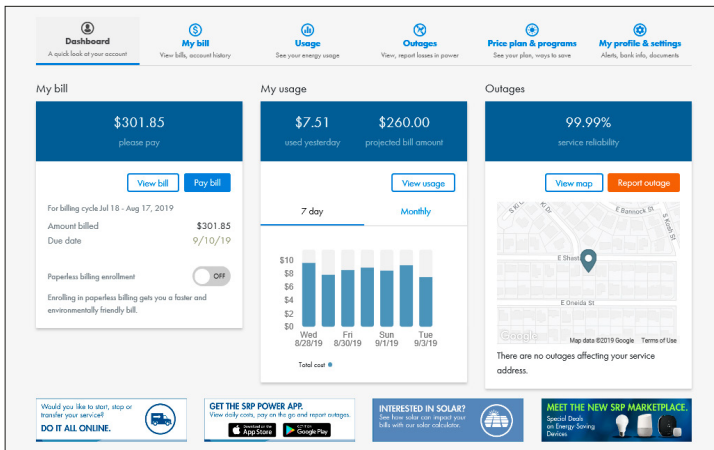 Dashboard
A quick look at your account
My bill
View bills, account history
Usage
See your energy usage
Outages
View, report losses in power
Price plan & programs
See your plan, ways to save
My profile & settings
Alerts, bank info, documents
My bill
$301.85
please pay
View bill
Pay bill
For billing cycle Jul 18 - Aug 17, 2019
Amount billed $301.85
Due date 9/10/19
Paperless billing enrollment OFF
Enrolling in paperless billing gets you a faster and
environmentally friendly bill.
My usage
$7.51
used yesterday
$260.00
projected bill amount
View usage
7 day
Monthly
$10
$8
$6
$4
$2
$0
Wed
8/28/19
Fri
8/30/19
Sun
9/1/19
Tue
9/3/19
Total cost
Outages
99.99%
service reliability
View map
Report outage
E Bannock St
S Kosh St
E Shast
E Oneida St
Google
Map data ©2019 Google Terms of Use
There are no outages affecting your service
address.
Would you like to start, stop or
transfer your service?
DO IT ALL ONLINE.
GET THE SRP POWER APP.
View daily costs, pay on the go and report outages.
Download on the
App Store
GET IT ON
Google Play
INTERESTED IN SOLAR?
See how solar can impact your
bills with our solar calculator.
MEET THE NEW SRP MARKETPLACE.
Special Deals
on Energy Saving
Devices